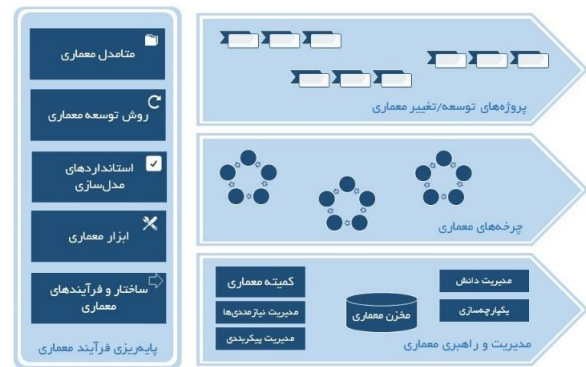 متامدل معماری
روش توسعه معماری
استانداردهای
مدل‌سازی
ابزار معماری
ساختار و فرآیندهای
معماری
پایه‌ریزی فرآیند معماری
پروژه‌های توسعه/تغییر معماری
چرخه‌های معماری
کمیته معماری
مدیریت نیازمندی‌ها
مدیریت پیکربندی
مخزن معماری
مدیریت دانش
یکپارچه‌سازی
مدیریت و راهبری معماری